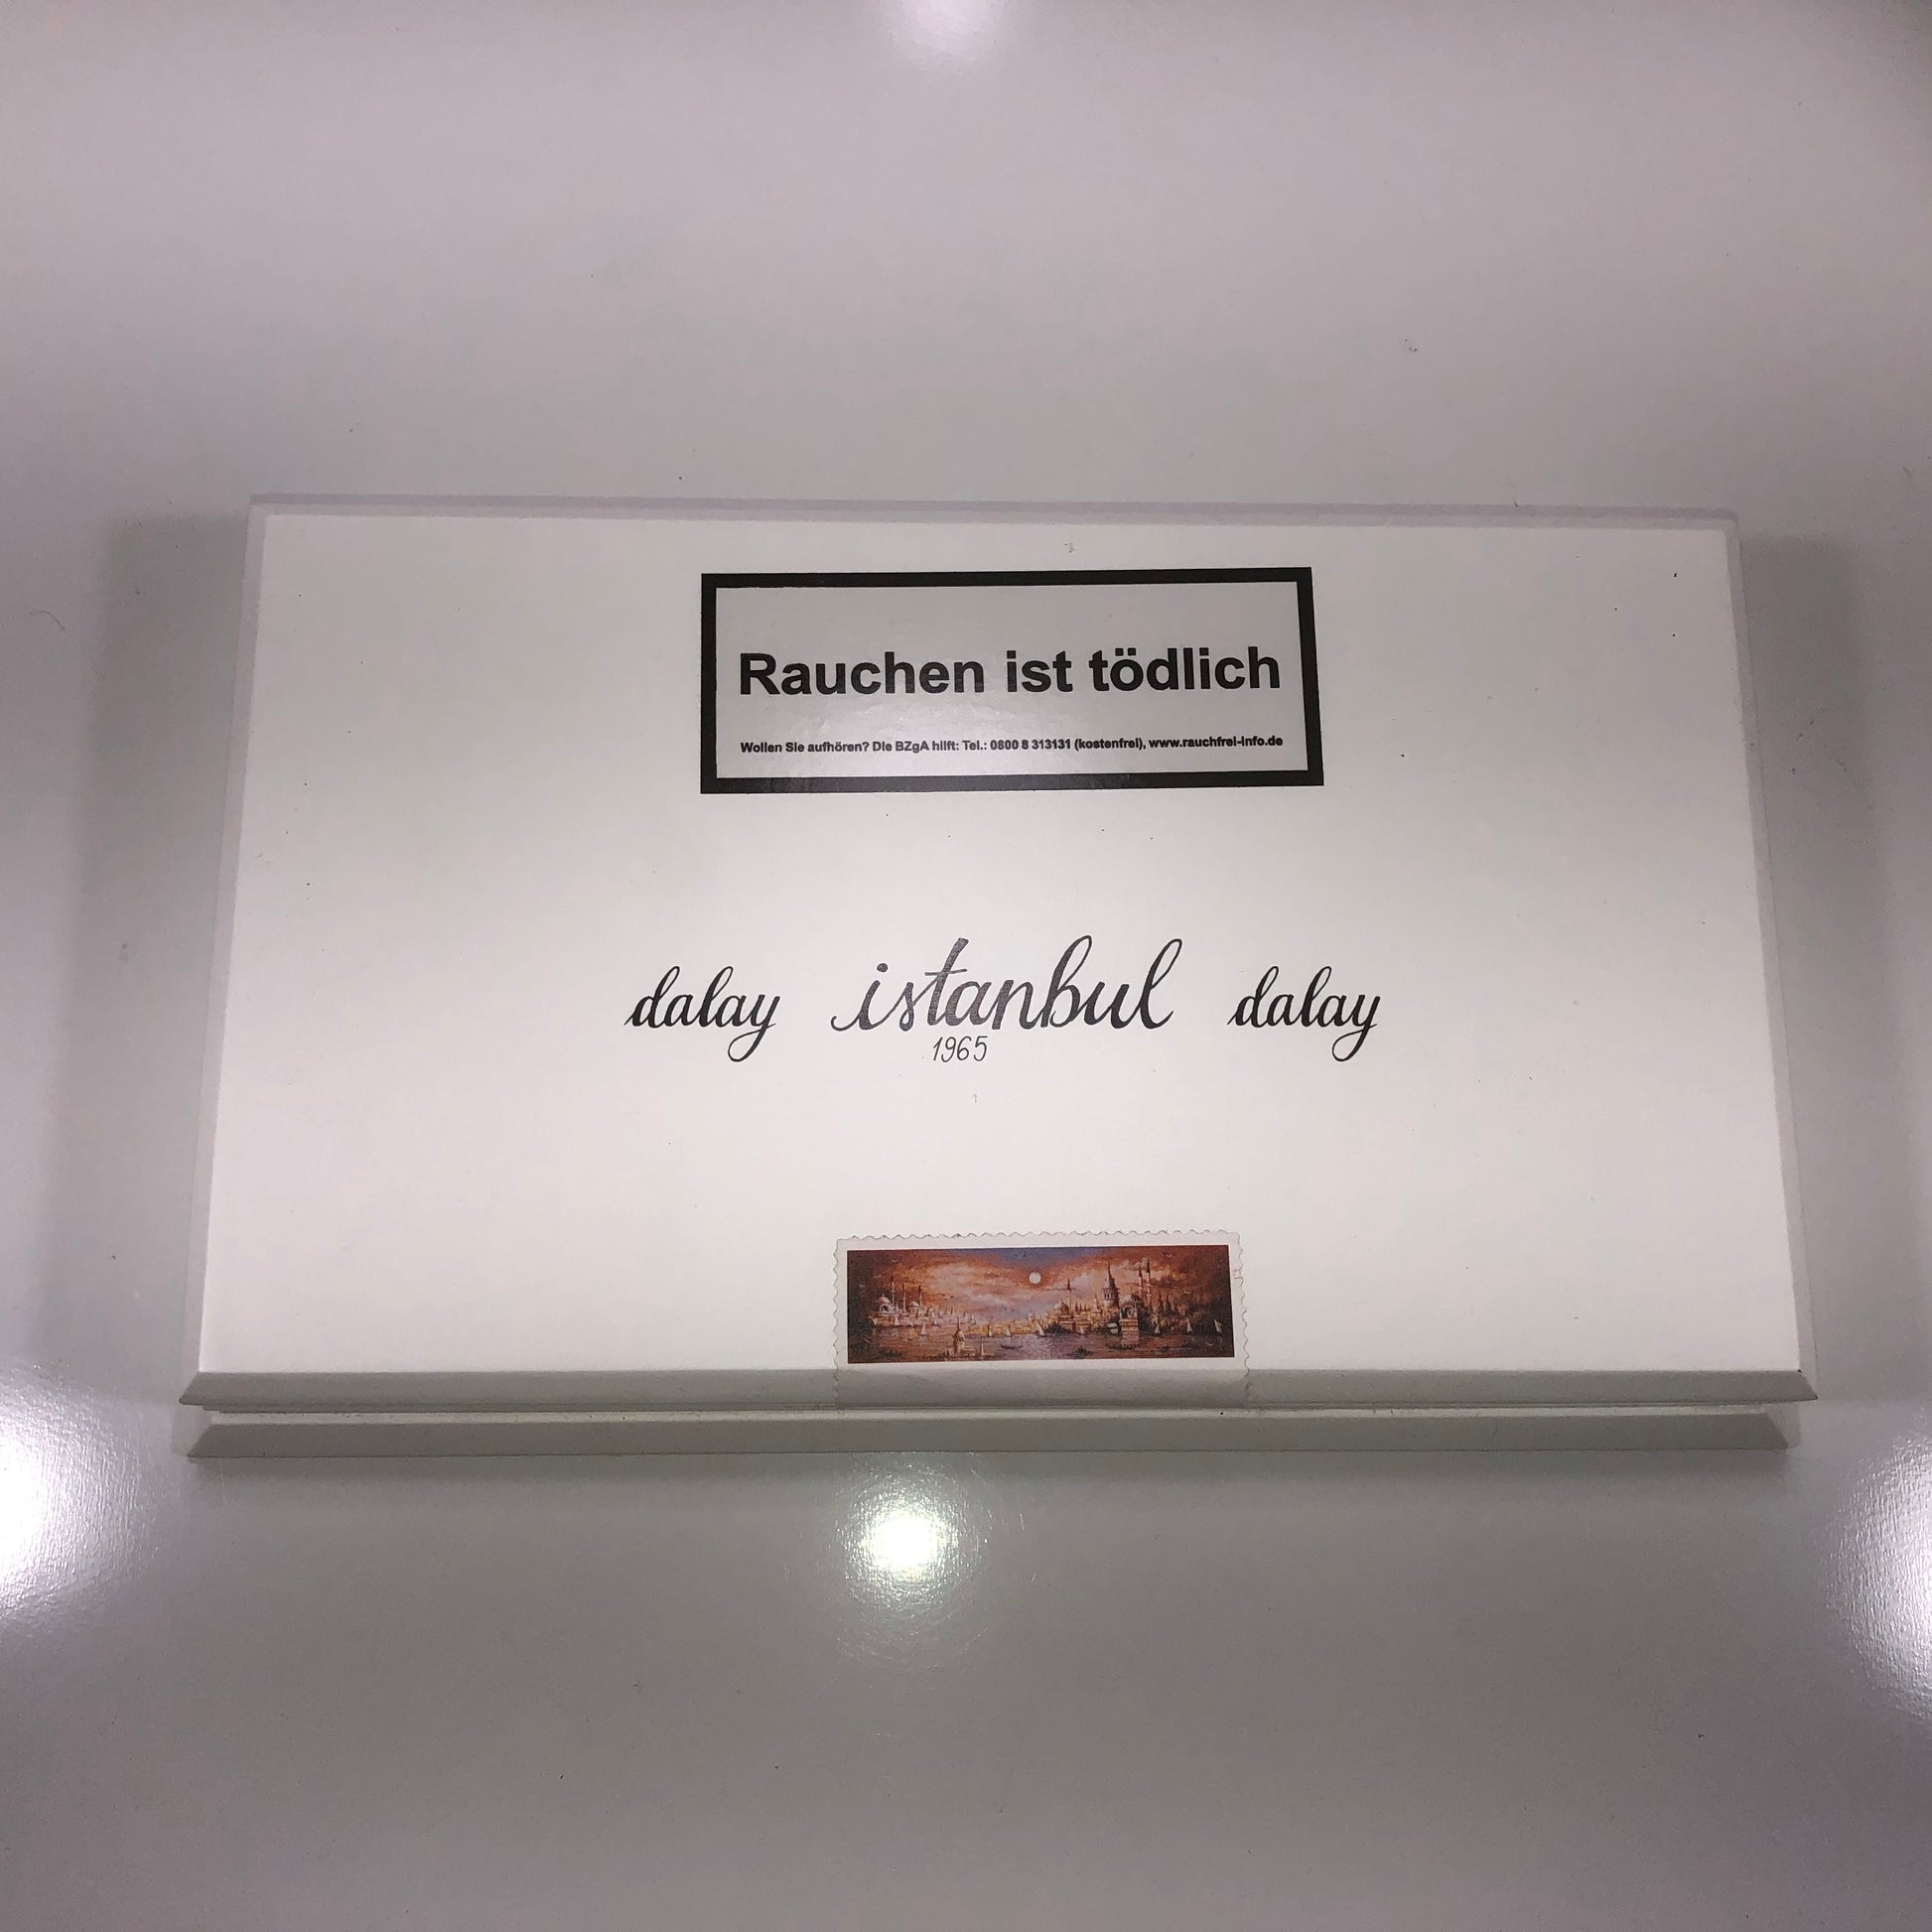 Rauchen ist tödlich
Wollen Sie aufhören? Die BZgA hilft: Tel.: 0800 8 313131 (kostenfrei), www.rauchfrei-info.de
dalay istanbul dalay
1965